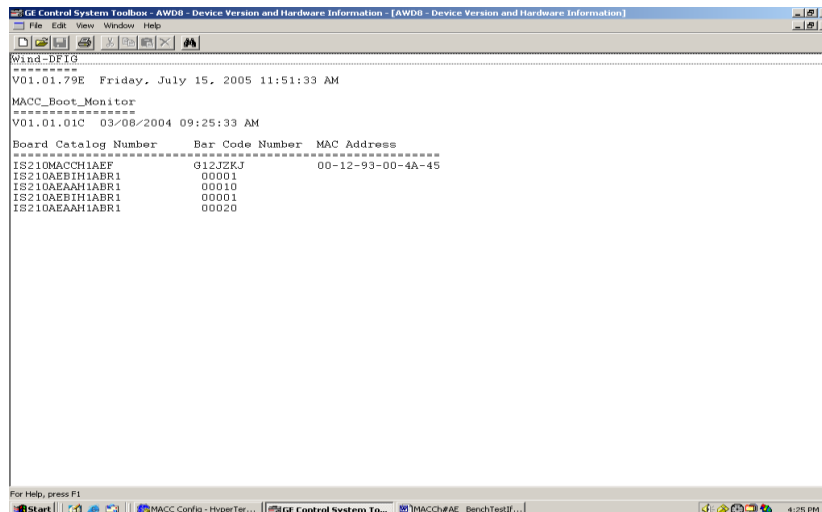 GE Control System Toolbox - AWD8 - Device Version and Hardware Information - [AWD8 - Device Version and Hardware Information]
File Edit View Window Help
Wind-DFIG
=========
V01.01.79E Friday, July 15, 2005 11:51:33 AM
MACC_Boot_Monitor
=================
V01.01.01C 03/08/2004 09:25:33 AM
Board Catalog Number Bar Code Number MAC Address
============================================================
IS210MACCH1AEF G12JZKJ 00-12-93-00-4A-45
IS210AEBIH1ABR1 00001
IS210AEAAH1ABR1 00010
IS210AEBIH1ABR1 00001
IS210AEAAH1ABR1 00020
For Help, press F1
Start MACC Config - HyperTer... GE Control System To... MACCh#AE_BenchTestIf... 4:25 PM